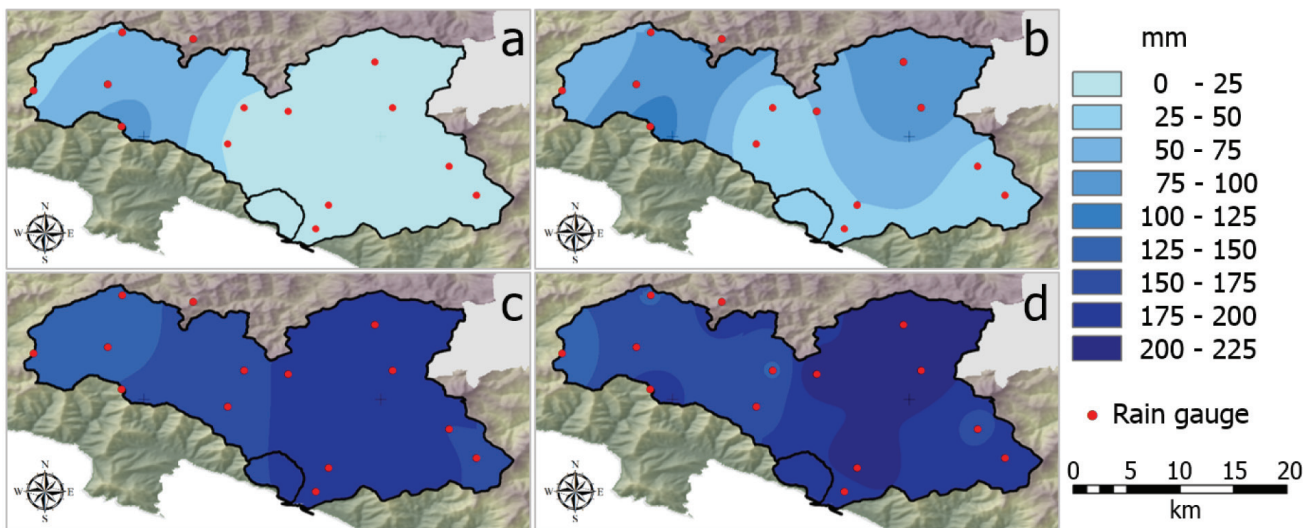 a
b
c
d
N
W E
S
N
W E
S
N
W E
S
N
W E
S
mm
0 - 25
25 - 50
50 - 75
75 - 100
100 - 125
125 - 150
150 - 175
175 - 200
200 - 225
Rain gauge
0 5 10 15 20
km